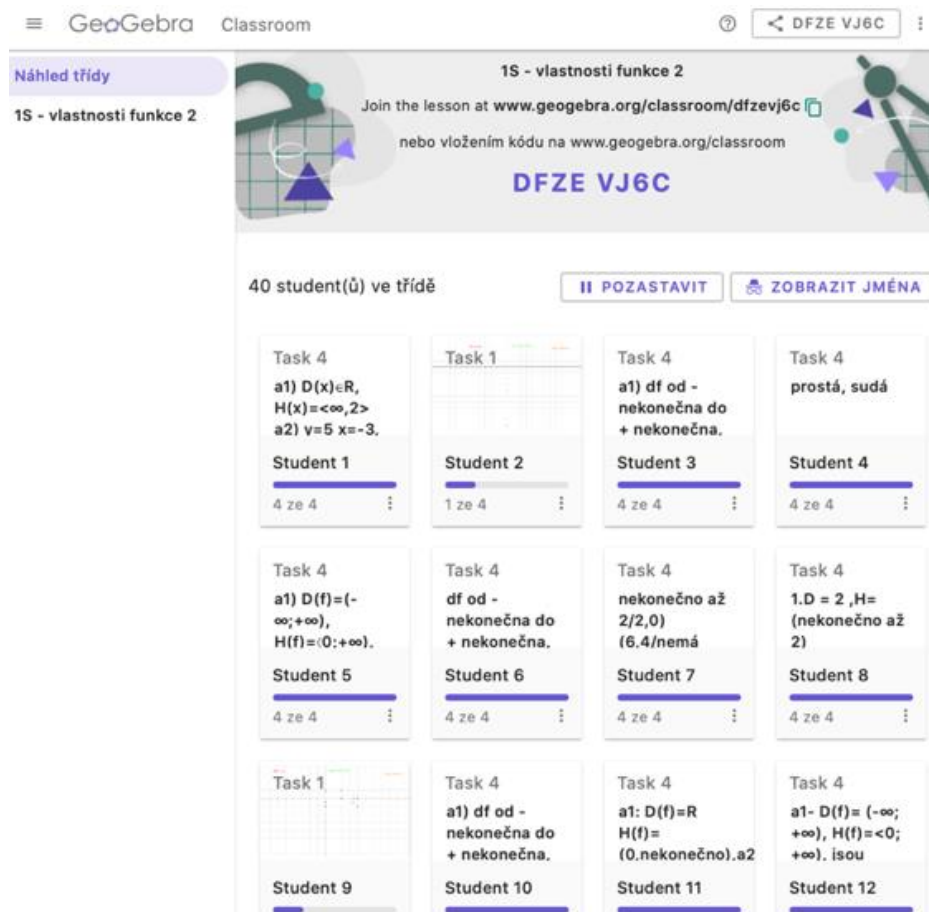 GeoGebra Classroom
DFZE VJ6C
Náhled třídy
1S - vlastnosti funkce 2
1S - vlastnosti funkce 2
Join the lesson at www.geogebra.org/classroom/dfzevj6c
nebo vložením kódu na www.geogebra.org/classroom
DFZE VJ6C
40 student(ů) ve třídě
POZASTAVIT
ZOBRAZIT JMÉNA
Task 4
a1) D(x)∈R,
H(x)=<∞,2>
a2) y=5 x=-3,
Student 1
4 ze 4
Task 1
Student 2
1 ze 4
Task 4
a1) df od -
nekonečna do
+ nekonečna,
Student 3
4 ze 4
Task 4
prostá, sudá
Student 4
4 ze 4
Task 4
a1) D(f)=(-
∞;+∞),
H(f)=⟨0;+∞),
Student 5
4 ze 4
Task 4
df od -
nekonečna do
+ nekonečna,
Student 6
4 ze 4
Task 4
nekonečno až
2/2,0)
(6,4/nemá
Student 7
4 ze 4
Task 4
1.D = 2 ,H=
(nekonečno až
2)
Student 8
4 ze 4
Task 1
Student 9
Task 4
a1) df od -
nekonečna do
+ nekonečna,
Student 10
Task 4
a1: D(f)=R
H(f)=
(0,nekonečno),a2
Student 11
Task 4
a1- D(f)= (-∞;
+∞), H(f)=<0;
+∞), jsou
Student 12